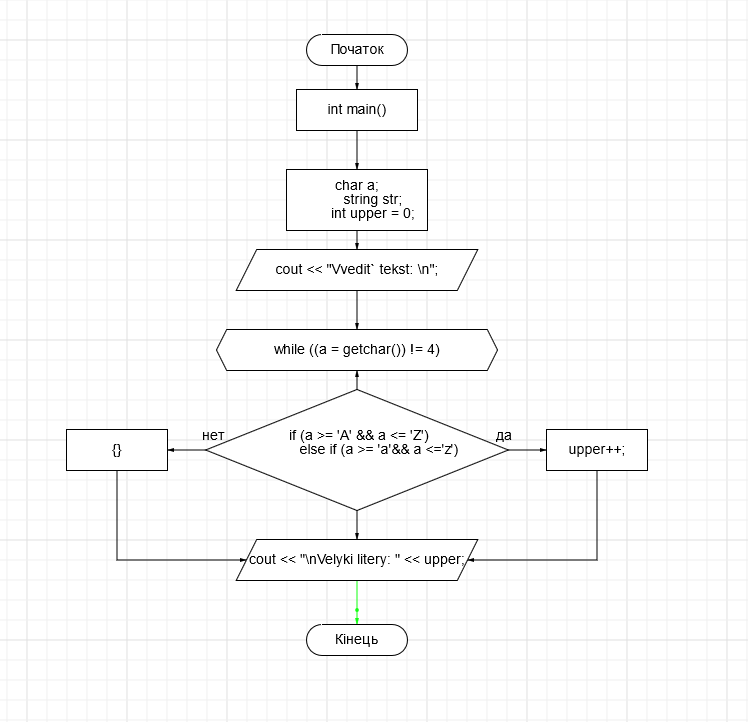 Початок
int main()
char a;
string str;
int upper = 0;
cout << "Vvedit` tekst: \n";
while ((a = getchar()) != 4)
нет
if (a >= 'A' && a <= 'Z')
да
else if (a >= 'a'&& a <='z')
{}
upper++;
cout << "\nVelyki litery: " << upper;
Кінець